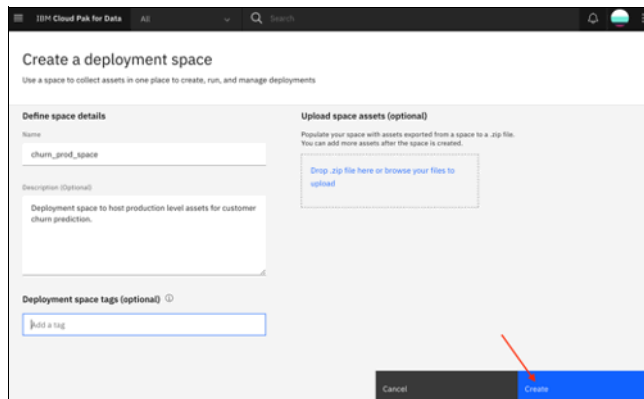 IBM Cloud Pak for Data
All
Search
Create a deployment space
Use a space to collect assets in one place to create, run, and manage deployments
Define space details
Name
churn_prod_space
Description (Optional)
Deployment space to host production level assets for customer
churn prediction.
Deployment space tags (optional)
Add a tag
Upload space assets (optional)
Populate your space with assets exported from a space to a .zip file.
You can add more assets after the space is created.
Drop .zip file here or browse your files to
upload
Cancel
Create